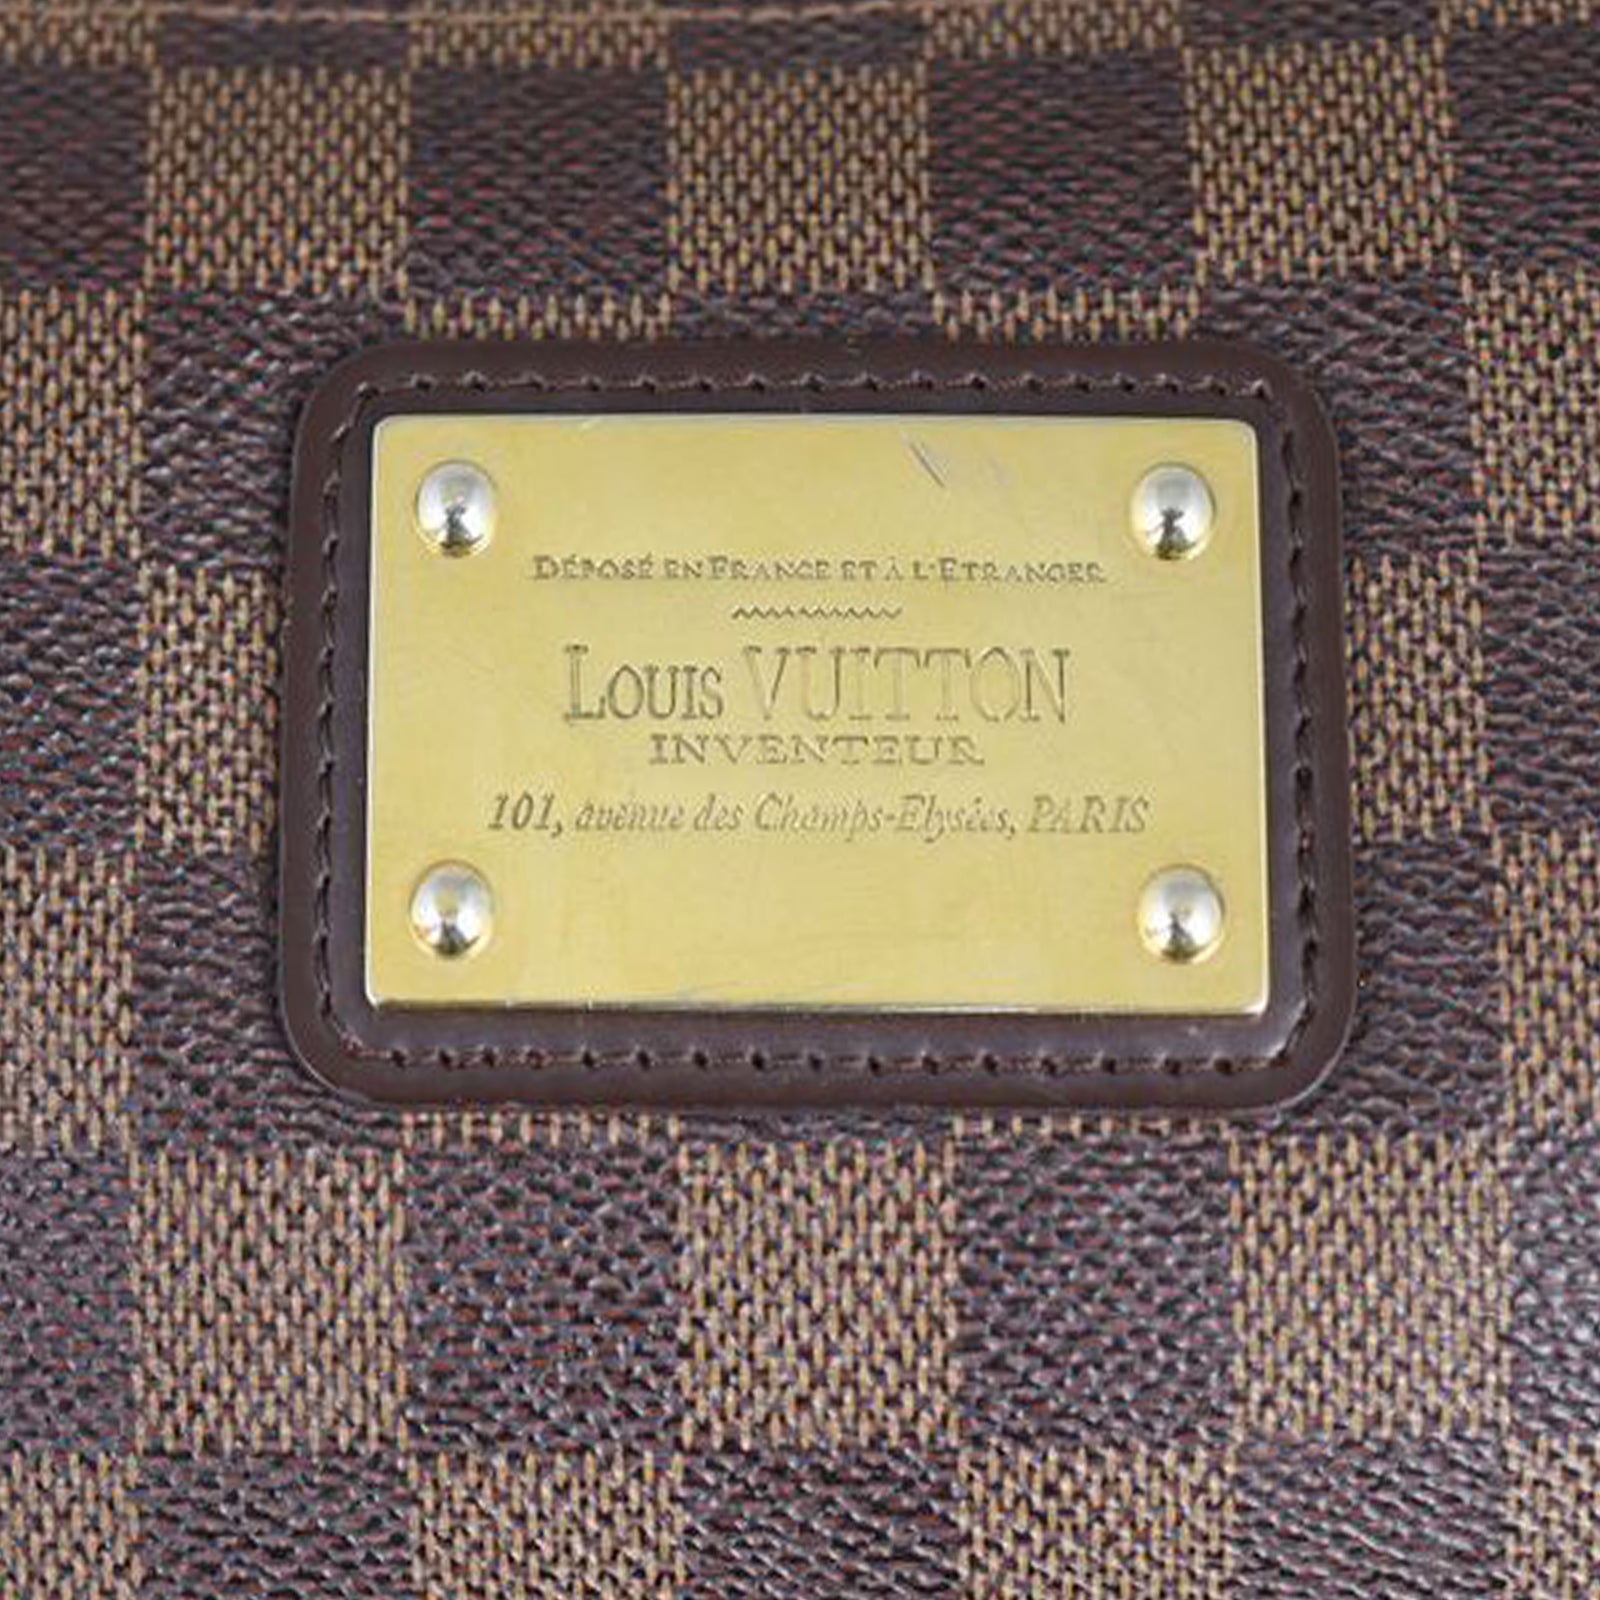 DÉPOSÉ EN FRANCE ET À L'ETRANGER
LOUIS VUITTON
INVENTEUR
101, avenue des Champs-Elysées, PARIS